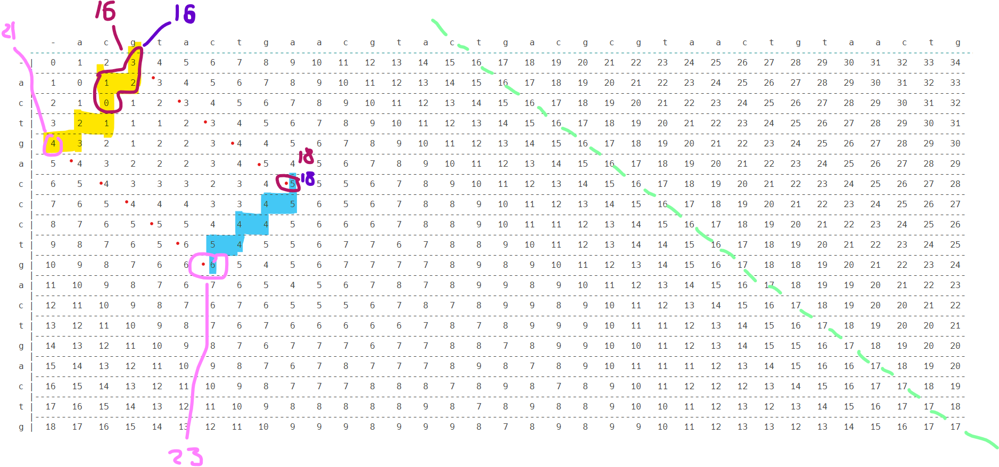 16 16
21
- a c g t a c t g a a c g t a c t g a c g c g t a a c t g t a a c t g
-| 0 1 2 3 4 5 6 7 8 9 10 11 12 13 14 15 16 17 18 19 20 21 22 23 24 25 26 27 28 29 30 31 32 33 34
a| 1 0 1 2 3 4 5 6 7 8 9 10 11 12 13 14 15 16 17 18 19 20 21 22 23 24 25 26 27 28 29 30 31 32 33
c| 2 1 0 1 2 3 4 5 6 7 8 9 10 11 12 13 14 15 16 17 18 19 20 21 22 23 24 25 26 27 28 29 30 31 32
t| 3 2 1 1 1 2 3 4 5 6 7 8 9 10 11 12 13 14 15 16 17 18 19 20 21 22 23 24 25 26 27 28 29 30 31
g| 4 3 2 1 2 2 3 4 4 5 6 7 8 9 10 11 12 13 14 15 16 17 18 19 20 21 22 23 24 25 26 27 28 29 30
18
a| 5 4 3 2 2 2 3 4 5 4 5 6 7 8 9 10 11 12 13 14 15 16 17 18 19 20 21 22 23 24 25 26 27 28 29
18
c| 6 5 4 3 3 3 2 3 4 5 5 5 6 7 8 9 10 11 12 13 14 15 16 17 18 19 20 21 22 23 24 25 26 27 28
c| 7 6 5 4 4 4 3 3 4 5 6 5 6 7 8 8 9 10 11 12 13 14 15 16 17 18 19 20 21 22 23 24 25 26 27
c| 8 7 6 5 5 5 4 4 4 5 6 6 6 7 8 8 9 10 11 11 12 13 14 15 16 17 18 19 20 21 22 23 24 25 26
t| 9 8 7 6 5 6 5 4 5 5 6 7 7 6 7 8 8 9 10 11 12 13 14 14 15 16 17 18 19 20 21 22 23 24 25
g| 10 9 8 7 6 6 6 5 4 5 6 7 7 7 7 8 9 8 9 10 11 12 13 14 15 16 17 18 18 19 20 21 22 23 24
a| 11 10 9 8 7 6 7 6 5 4 5 6 7 8 7 8 9 9 8 9 10 11 12 13 14 15 16 17 18 19 19 20 21 22 23
c| 12 11 10 9 8 7 6 7 6 5 5 5 6 7 8 7 8 9 9 8 9 10 11 12 13 14 15 16 17 18 19 20 20 21 22
t| 13 12 11 10 9 8 7 6 7 6 6 6 6 6 7 8 7 8 9 9 9 10 11 11 12 13 14 15 16 17 18 19 20 20 21
g| 14 13 12 11 10 9 8 7 6 7 7 7 6 7 7 8 8 7 8 9 9 10 10 11 12 13 14 15 15 16 17 18 19 20 20
a| 15 14 13 12 11 10 9 8 7 6 7 8 7 7 7 8 9 8 7 8 9 10 11 11 11 12 13 14 15 16 16 17 18 19 20
c| 16 15 14 13 12 11 10 9 8 7 7 7 8 8 8 7 8 9 8 7 8 9 10 11 12 12 12 13 14 15 16 17 17 18 19
t| 17 16 15 14 13 12 11 10 9 8 8 8 8 8 9 8 7 8 9 8 8 9 10 10 11 12 13 12 13 14 15 16 17 17 18
g| 18 17 16 15 14 13 12 11 10 9 9 9 8 9 9 9 8 7 8 9 8 9 9 10 11 12 13 13 12 13 14 15 16 17 17
23